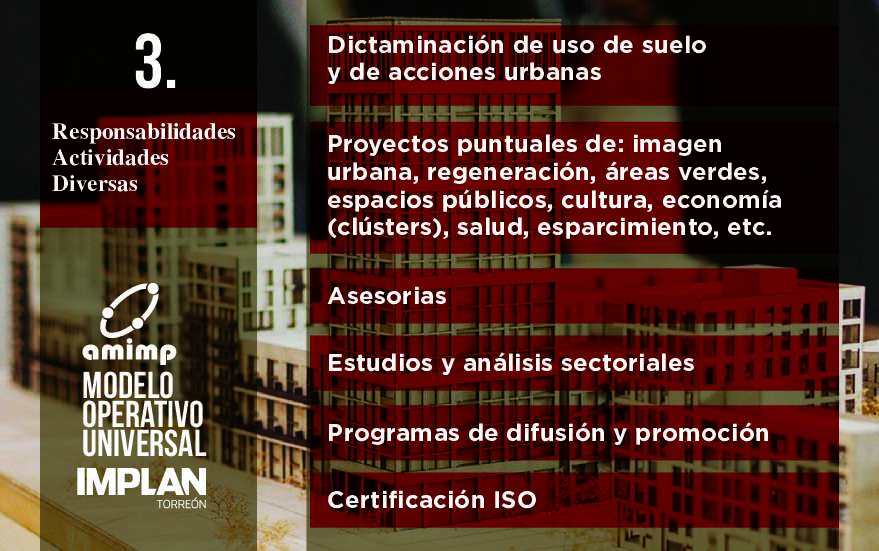 3.
Responsabilidades
Actividades
Diversas
amimp
MODELO
OPERATIVO
UNIVERSAL
IMPLAN
TORREÓN
Dictaminación de uso de suelo
y de acciones urbanas
Proyectos puntuales de: imagen
urbana, regeneración, áreas verdes,
espacios públicos, cultura, economía
(clústers), salud, esparcimiento, etc.
Asesorias
Estudios y análisis sectoriales
Programas de difusión y promoción
Certificación ISO